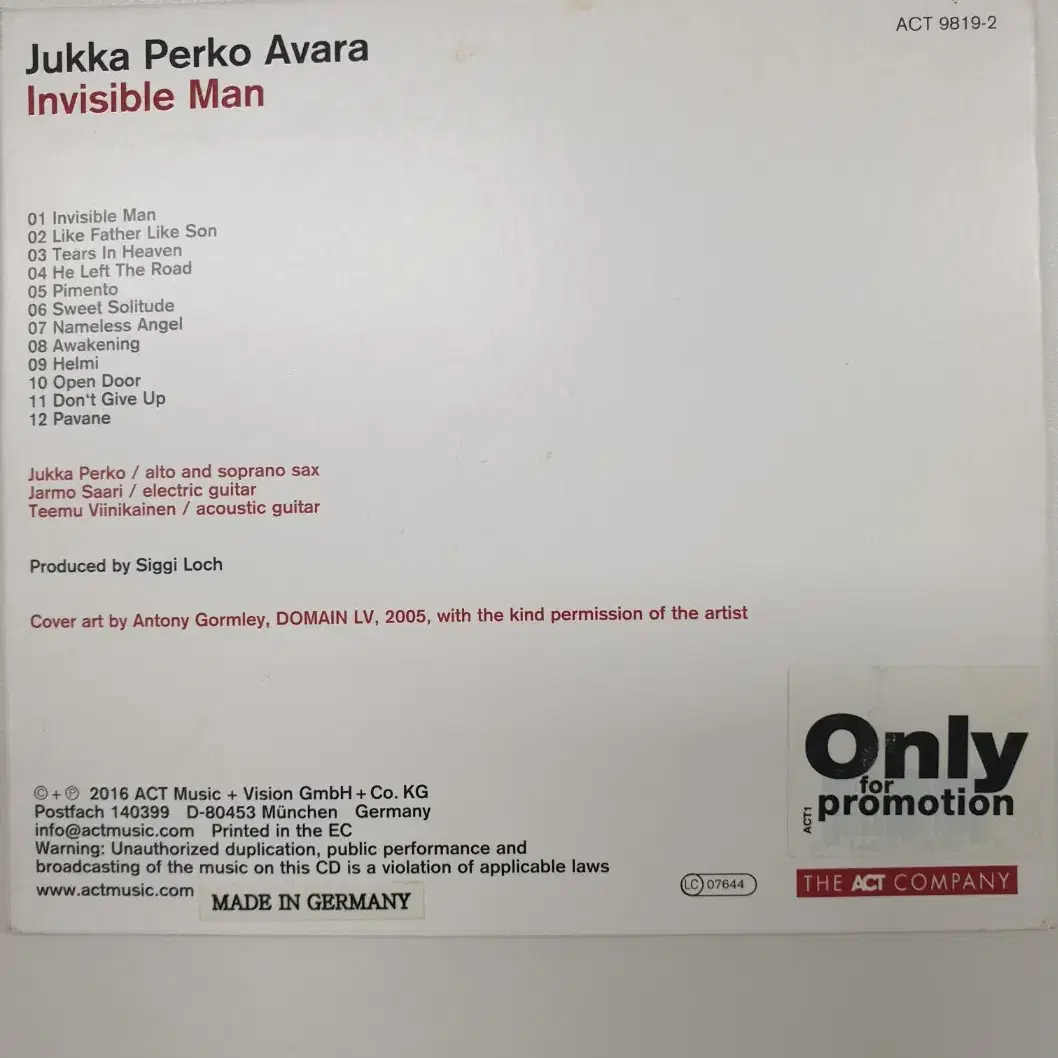 Jukka Perko Avara
Invisible Man
ACT 9819-2
01 Invisible Man
02 Like Father Like Son
03 Tears In Heaven
04 He Left The Road
05 Pimento
06 Sweet Solitude
07 Nameless Angel
08 Awakening
09 Helmi
10 Open Door
11 Don't Give Up
12 Pavane
Jukka Perko / alto and soprano sax
Jarmo Saari / electric guitar
Teemu Viinikainen / acoustic guitar
Produced by Siggi Loch
Cover art by Antony Gormley, DOMAIN LV, 2005, with the kind permission of the artist
Only
for
promotion
ACT1
© + ℗ 2016 ACT Music + Vision GmbH + Co. KG
Postfach 140399 D-80453 München Germany
info@actmusic.com Printed in the EC
Warning: Unauthorized duplication, public performance and
broadcasting of the music on this CD is a violation of applicable laws
www.actmusic.com
MADE IN GERMANY
LC 07644
THE ACT COMPANY